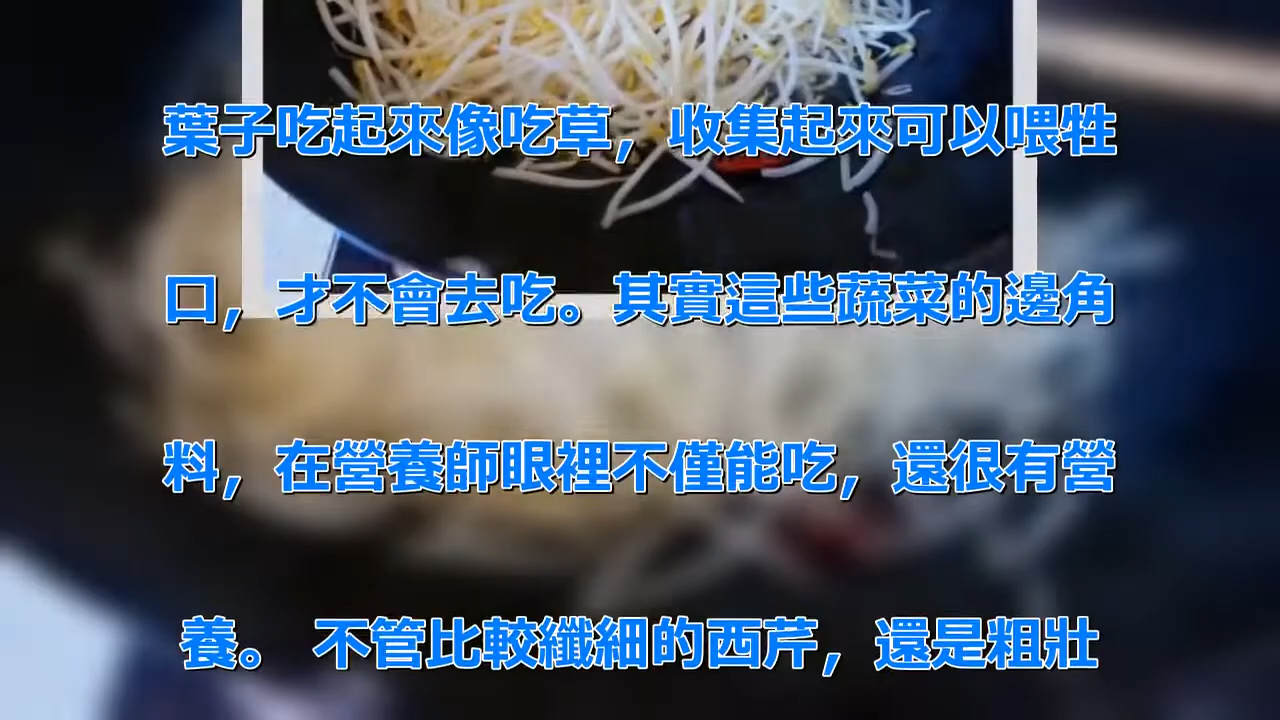 葉子吃起來像吃草，收集起來可以喂牲
口，才不會去吃。其實這些蔬菜的邊角
料，在營養師眼裡不僅能吃，還很有營
養。 不管比較纖細的西芹，還是粗壯